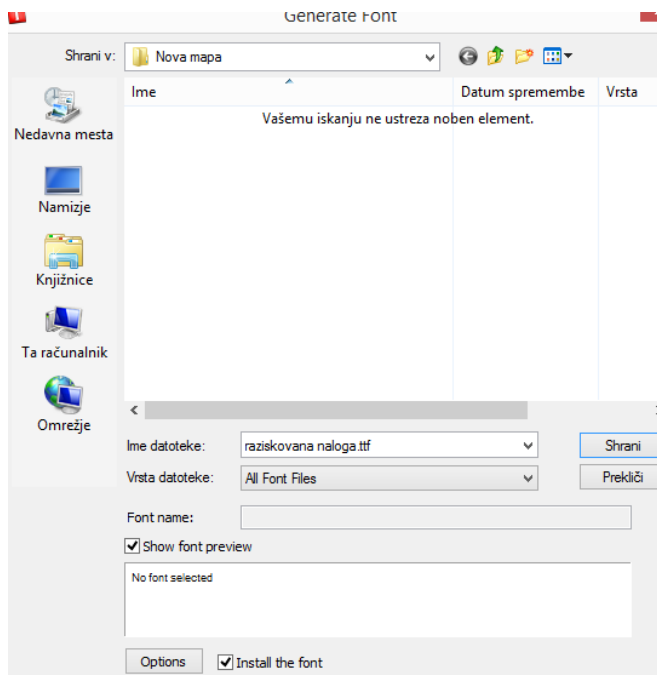 Generate Font
Shrani v:
Nova mapa
Ime
Datum spremembe
Vrsta
Vašemu iskanju ne ustreza noben element.
Nedavna mesta
Namizje
Knjižnice
Ta računalnik
Omrežje
Ime datoteke:
raziskovana naloga.ttf
Shrani
Vrsta datoteke:
All Font Files
Prekliči
Font name:
Show font preview
No font selected
Options
Install the font